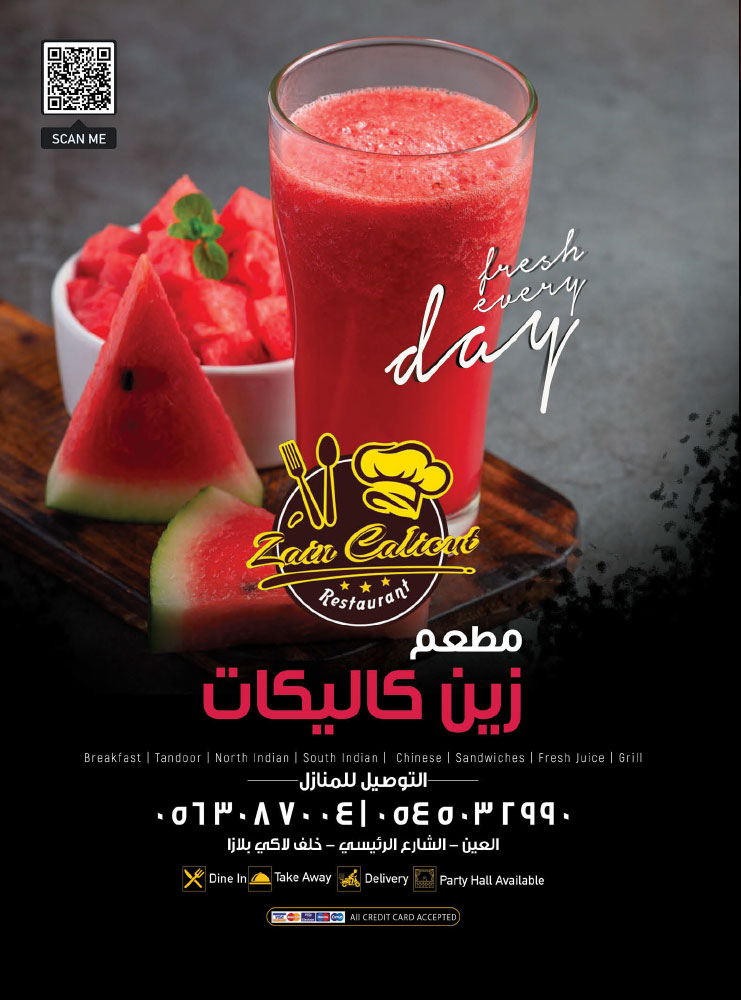 SCAN ME
fresh
every
day
Zain Calicut
Restaurant
مطعم
زين كاليكات
Breakfast | Tandoor | North Indian | South Indian | Chinese | Sandwiches | Fresh Juice | Grill
التوصيل للمنازل
٠٥٦٣٠٨٧٠٠٤ | ٠٥٤٥٠٣٢٩٩٠
العين – الشارع الرئيسي – خلف لاكي بلازا
Dine In Take Away Delivery Party Hall Available
All CREDIT CARD ACCEPTED